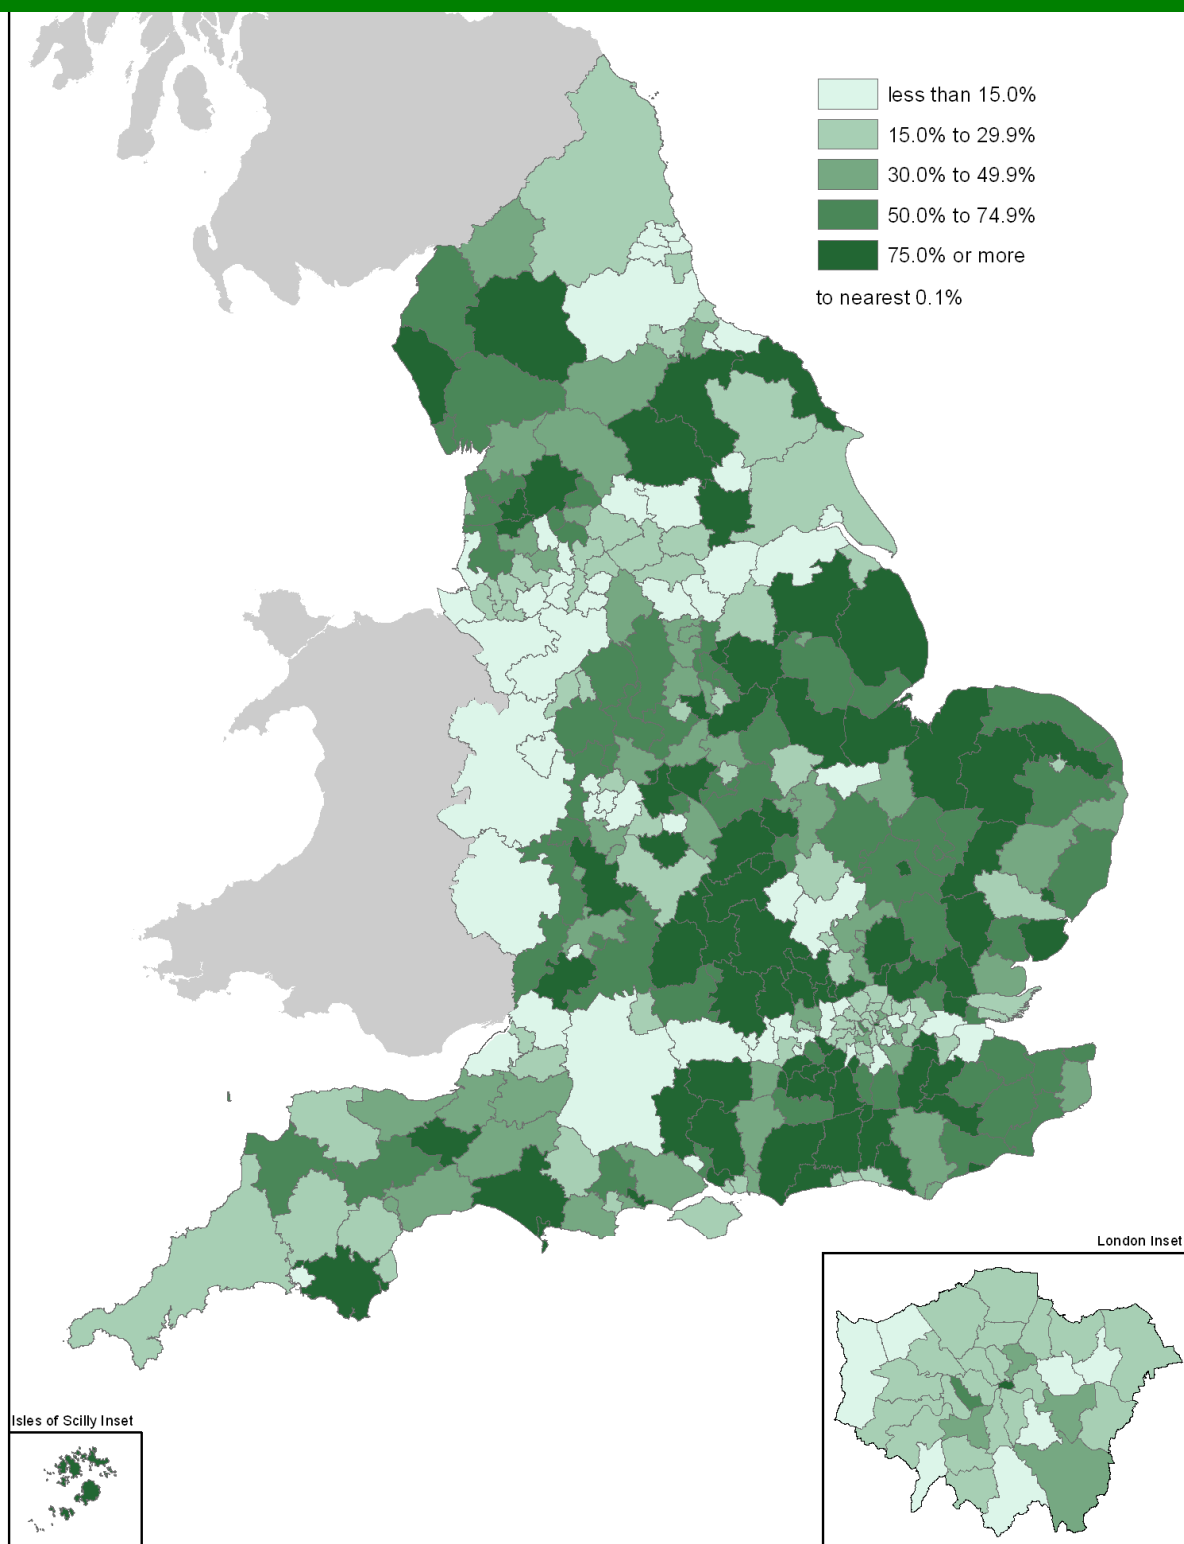 less than 15.0%
15.0% to 29.9%
30.0% to 49.9%
50.0% to 74.9%
75.0% or more
to nearest 0.1%
London Inset
Isles of Scilly Inset